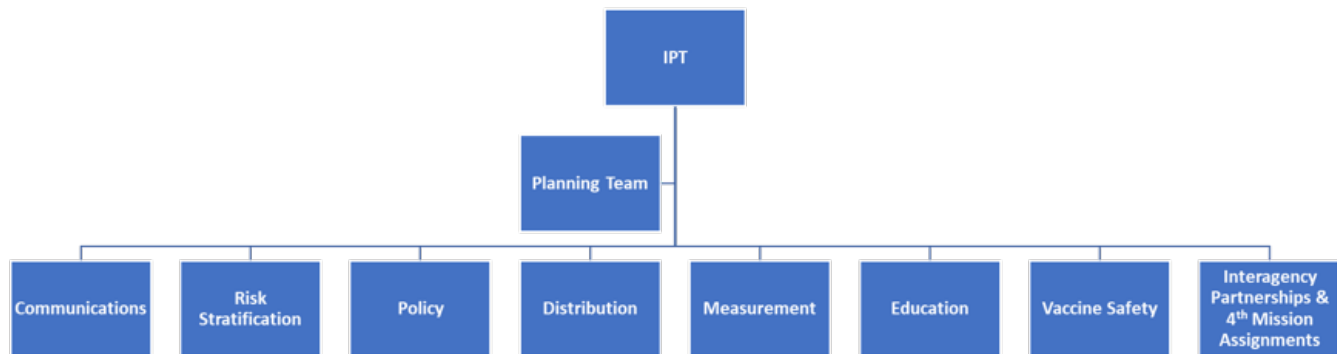 IPT
Planning Team
Communications
Risk
Stratification
Policy
Distribution
Measurement
Education
Vaccine Safety
Interagency
Partnerships &
4th Mission
Assignments